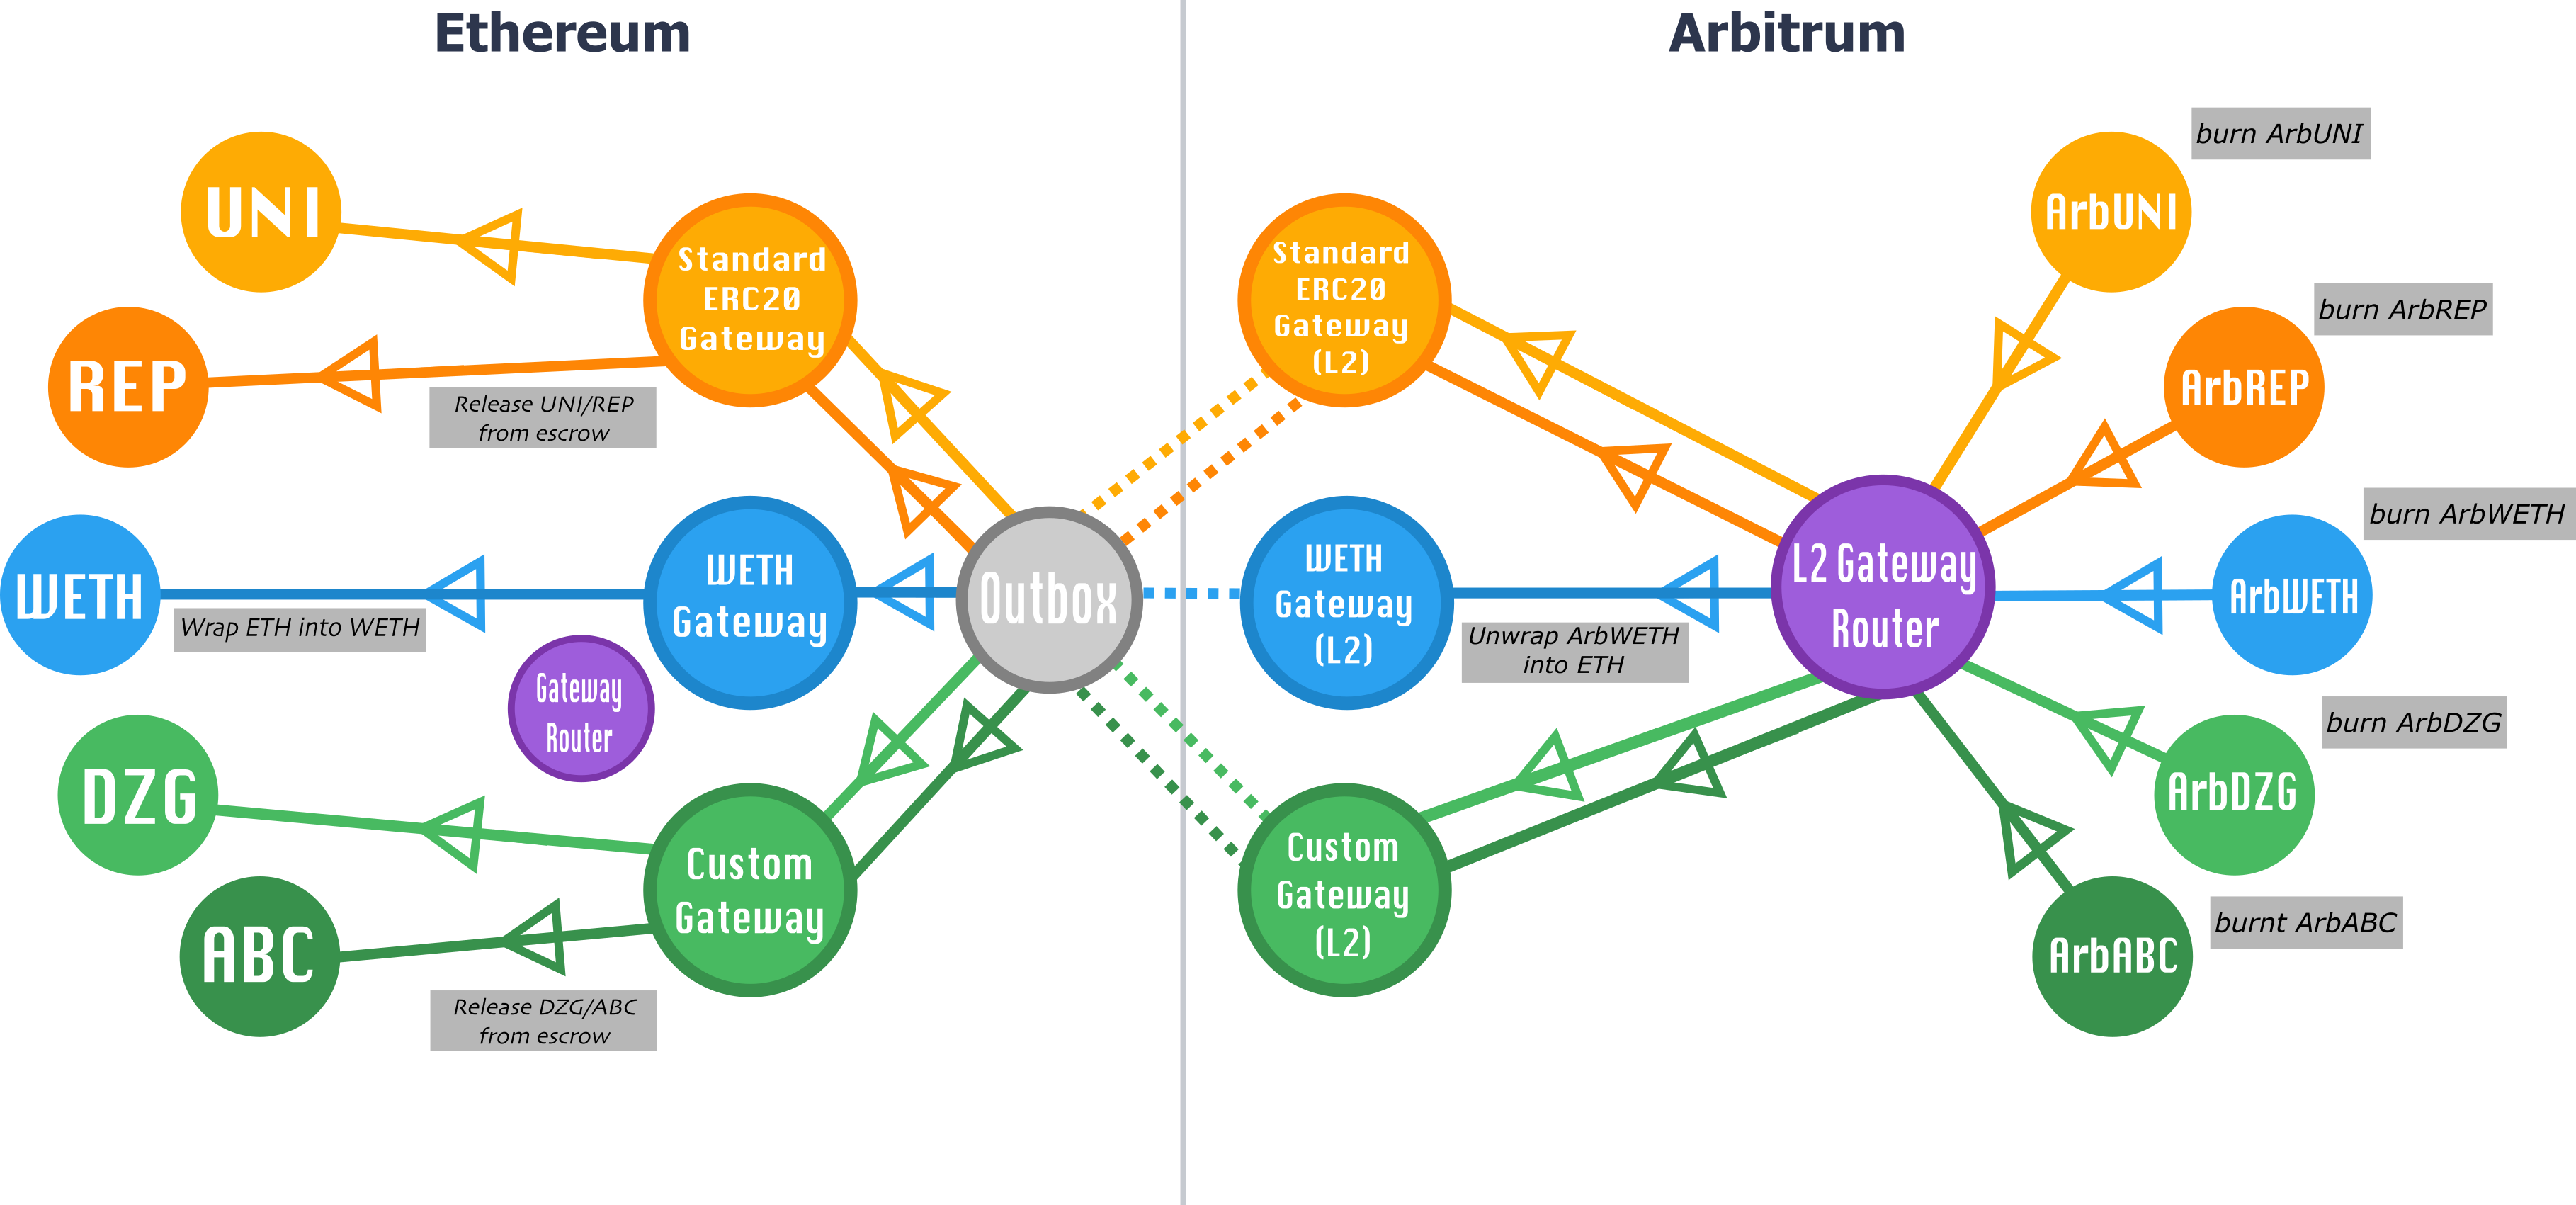 Ethereum
Arbitrum
UNI
REP
Standard
ERC20
Gateway
Release UNI/REP
from escrow
WETH
Wrap ETH into WETH
WETH
Gateway
Gateway
Router
Outbox
DZG
ABC
Custom
Gateway
Release DZG/ABC
from escrow
Standard
ERC20
Gateway
(L2)
WETH
Gateway
(L2)
Unwrap ArbWETH
into ETH
Custom
Gateway
(L2)
L2 Gateway
Router
burn ArbUNI
ArbUNI
burn ArbREP
ArbREP
burn ArbWETH
ArbWETH
burn ArbDZG
ArbDZG
burnt ArbABC
ArbABC